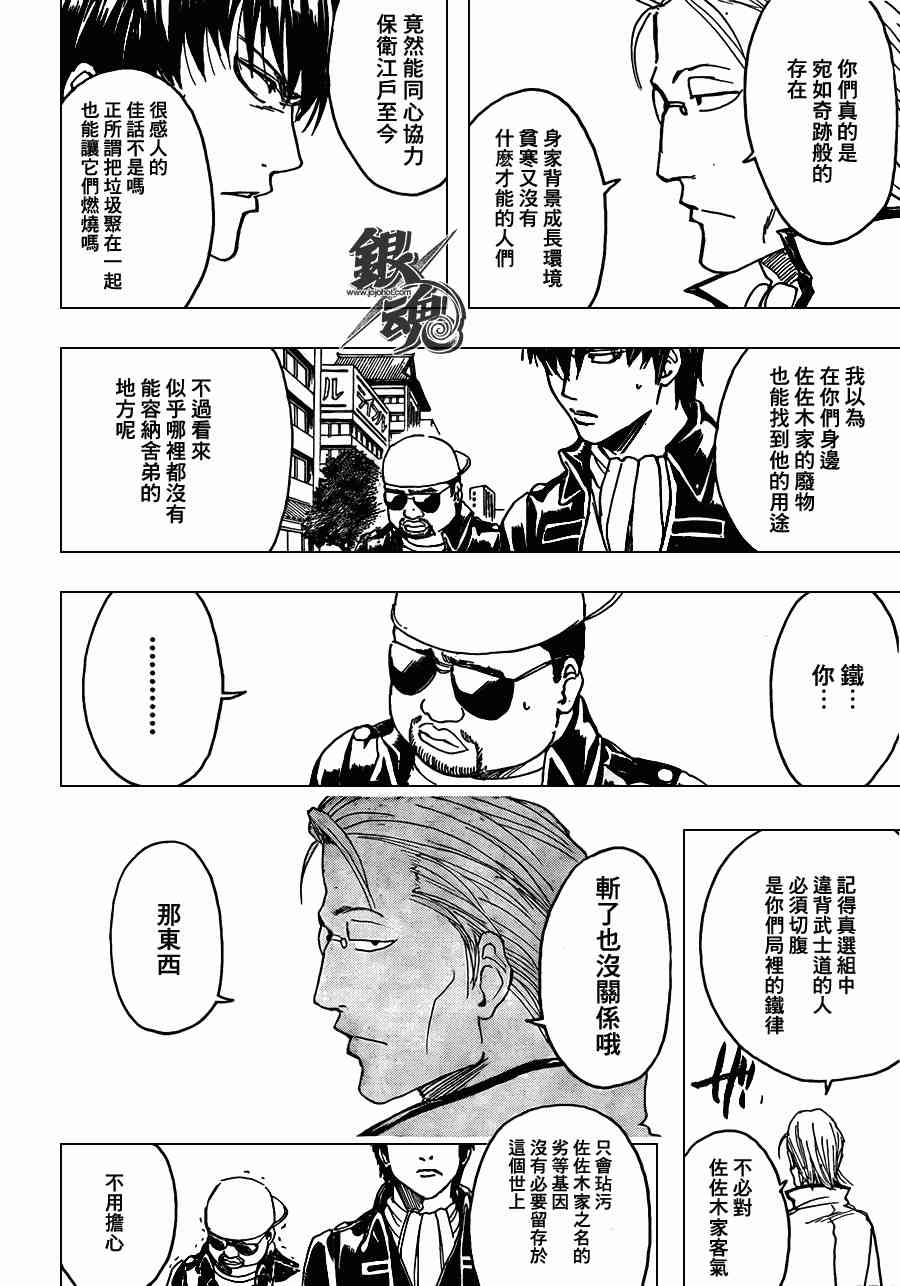 你們真的是
宛如奇跡般的
存在
身家背景成長環境
貧寒又沒有
什麽才能的人們
竟然能同心協力
保衛江戶至今
很感人的
佳話不是嗎
正所謂把垃圾聚在一起
也能讓它們燃燒嗎
銀魂
www.jojohot.com
我以為
在你們身邊
佐佐木家的廢物
也能找到他的用途
不過看來
似乎哪裡都沒有
能容納舍弟的
地方呢
鐵…
你…
………
記得真選組中
違背武士道的人
必須切腹
是你們局裡的鐵律
不必對
佐佐木家客氣
斬了也沒關係哦
那東西
只會玷污
佐佐木家之名的
劣等基因
沒有必要留存於
這個世上
不用擔心